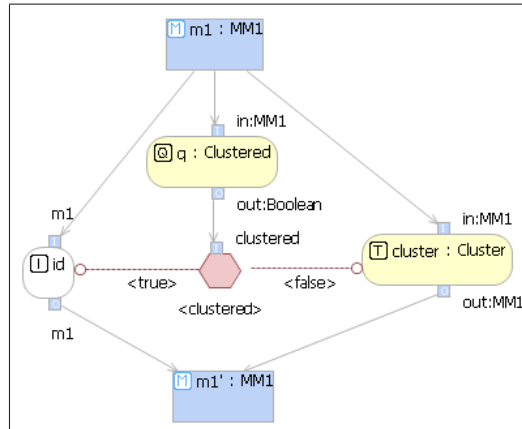 M m1 : MM1
I
in:MM1
Q q : Clustered
O
out:Boolean
m1
I
clustered
I
in:MM1
I
I id
T cluster : Cluster
<true>
<false>
O
<clustered>
O
out:MM1
m1
M m1' : MM1